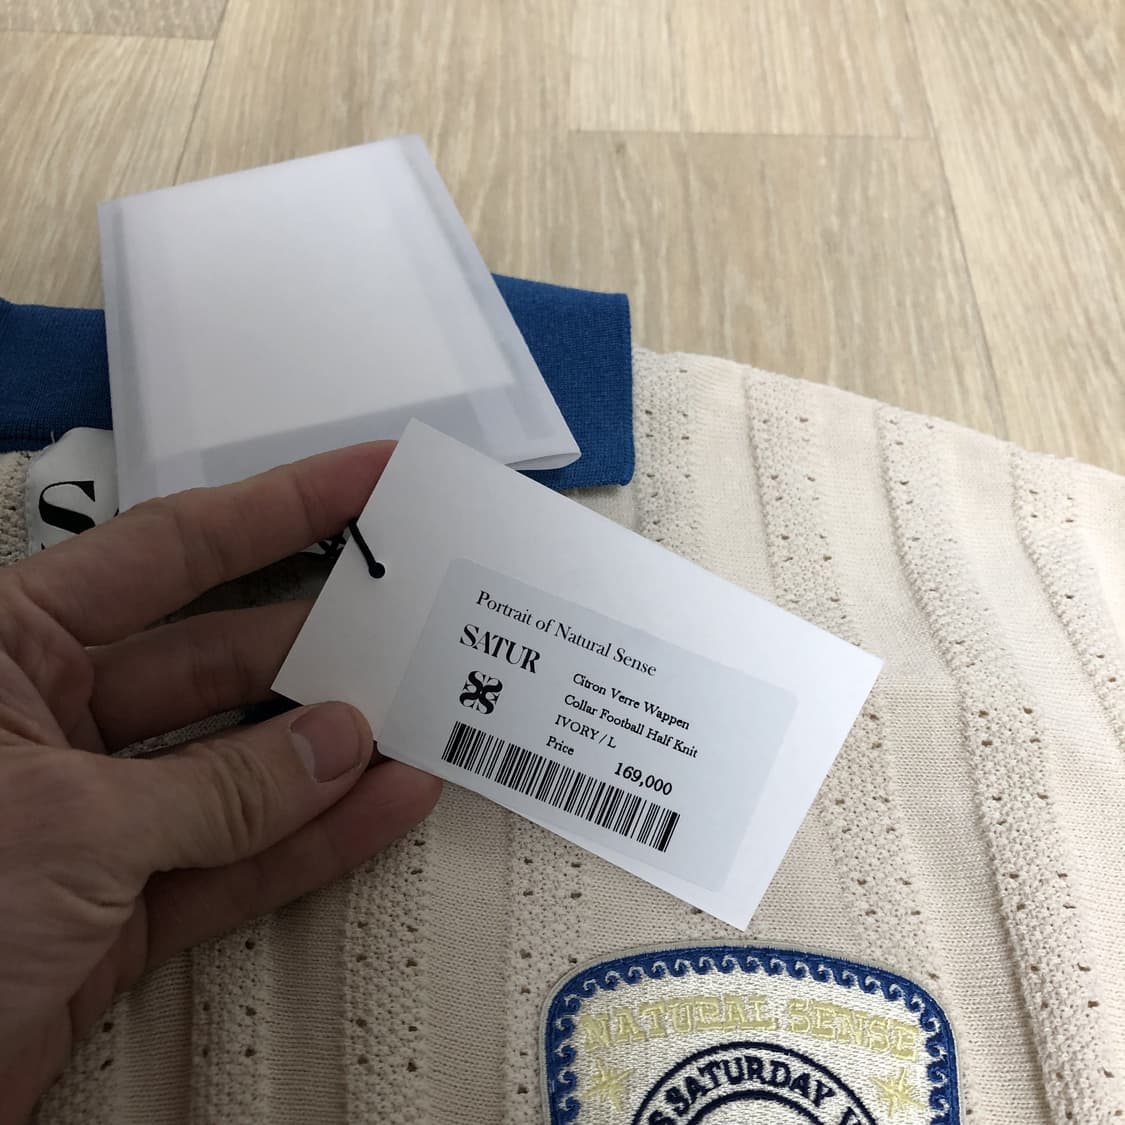 S
Portrait of Natural Sense
SATUR
Citron Verre Wappen
Collar Football Half Knit
IVORY / L
Price
169,000
NATURAL SENSE
SATURDAY